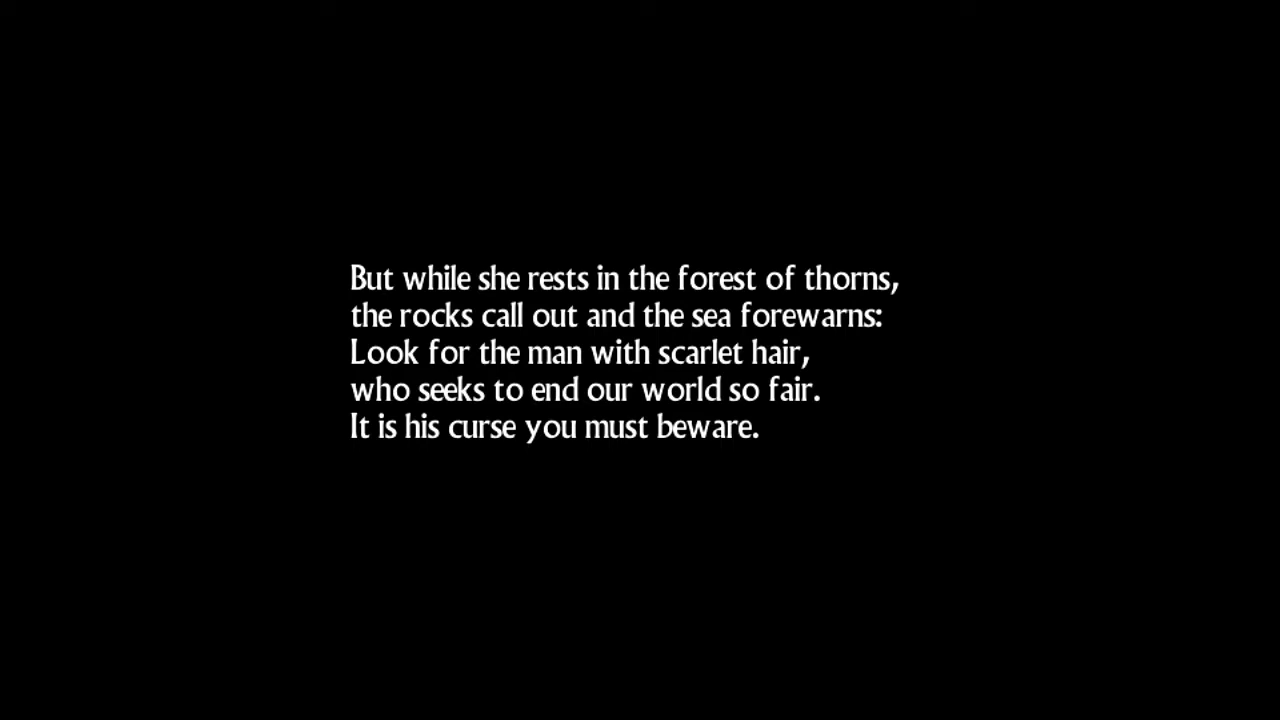 But while she rests in the forest of thorns,
the rocks call out and the sea forewarns:
Look for the man with scarlet hair,
who seeks to end our world so fair.
It is his curse you must beware.